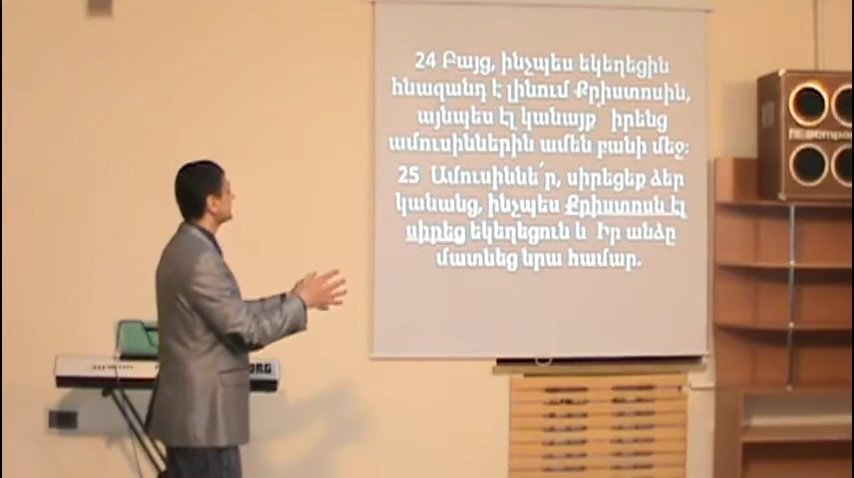 24 Բայց, ինչպես եկեղեցին
հնազանդ է լինում Քրիստոսին,
այնպես էլ կանայք՝ իրենց
ամուսիններին ամեն բանի մեջ:
25 Ամուսիննե՛ր, սիրեցեք ձեր
կանանց, ինչպես Քրիստոսն էլ
սիրեց եկեղեցուն և Իր անձը
մատնեց նրա համար.